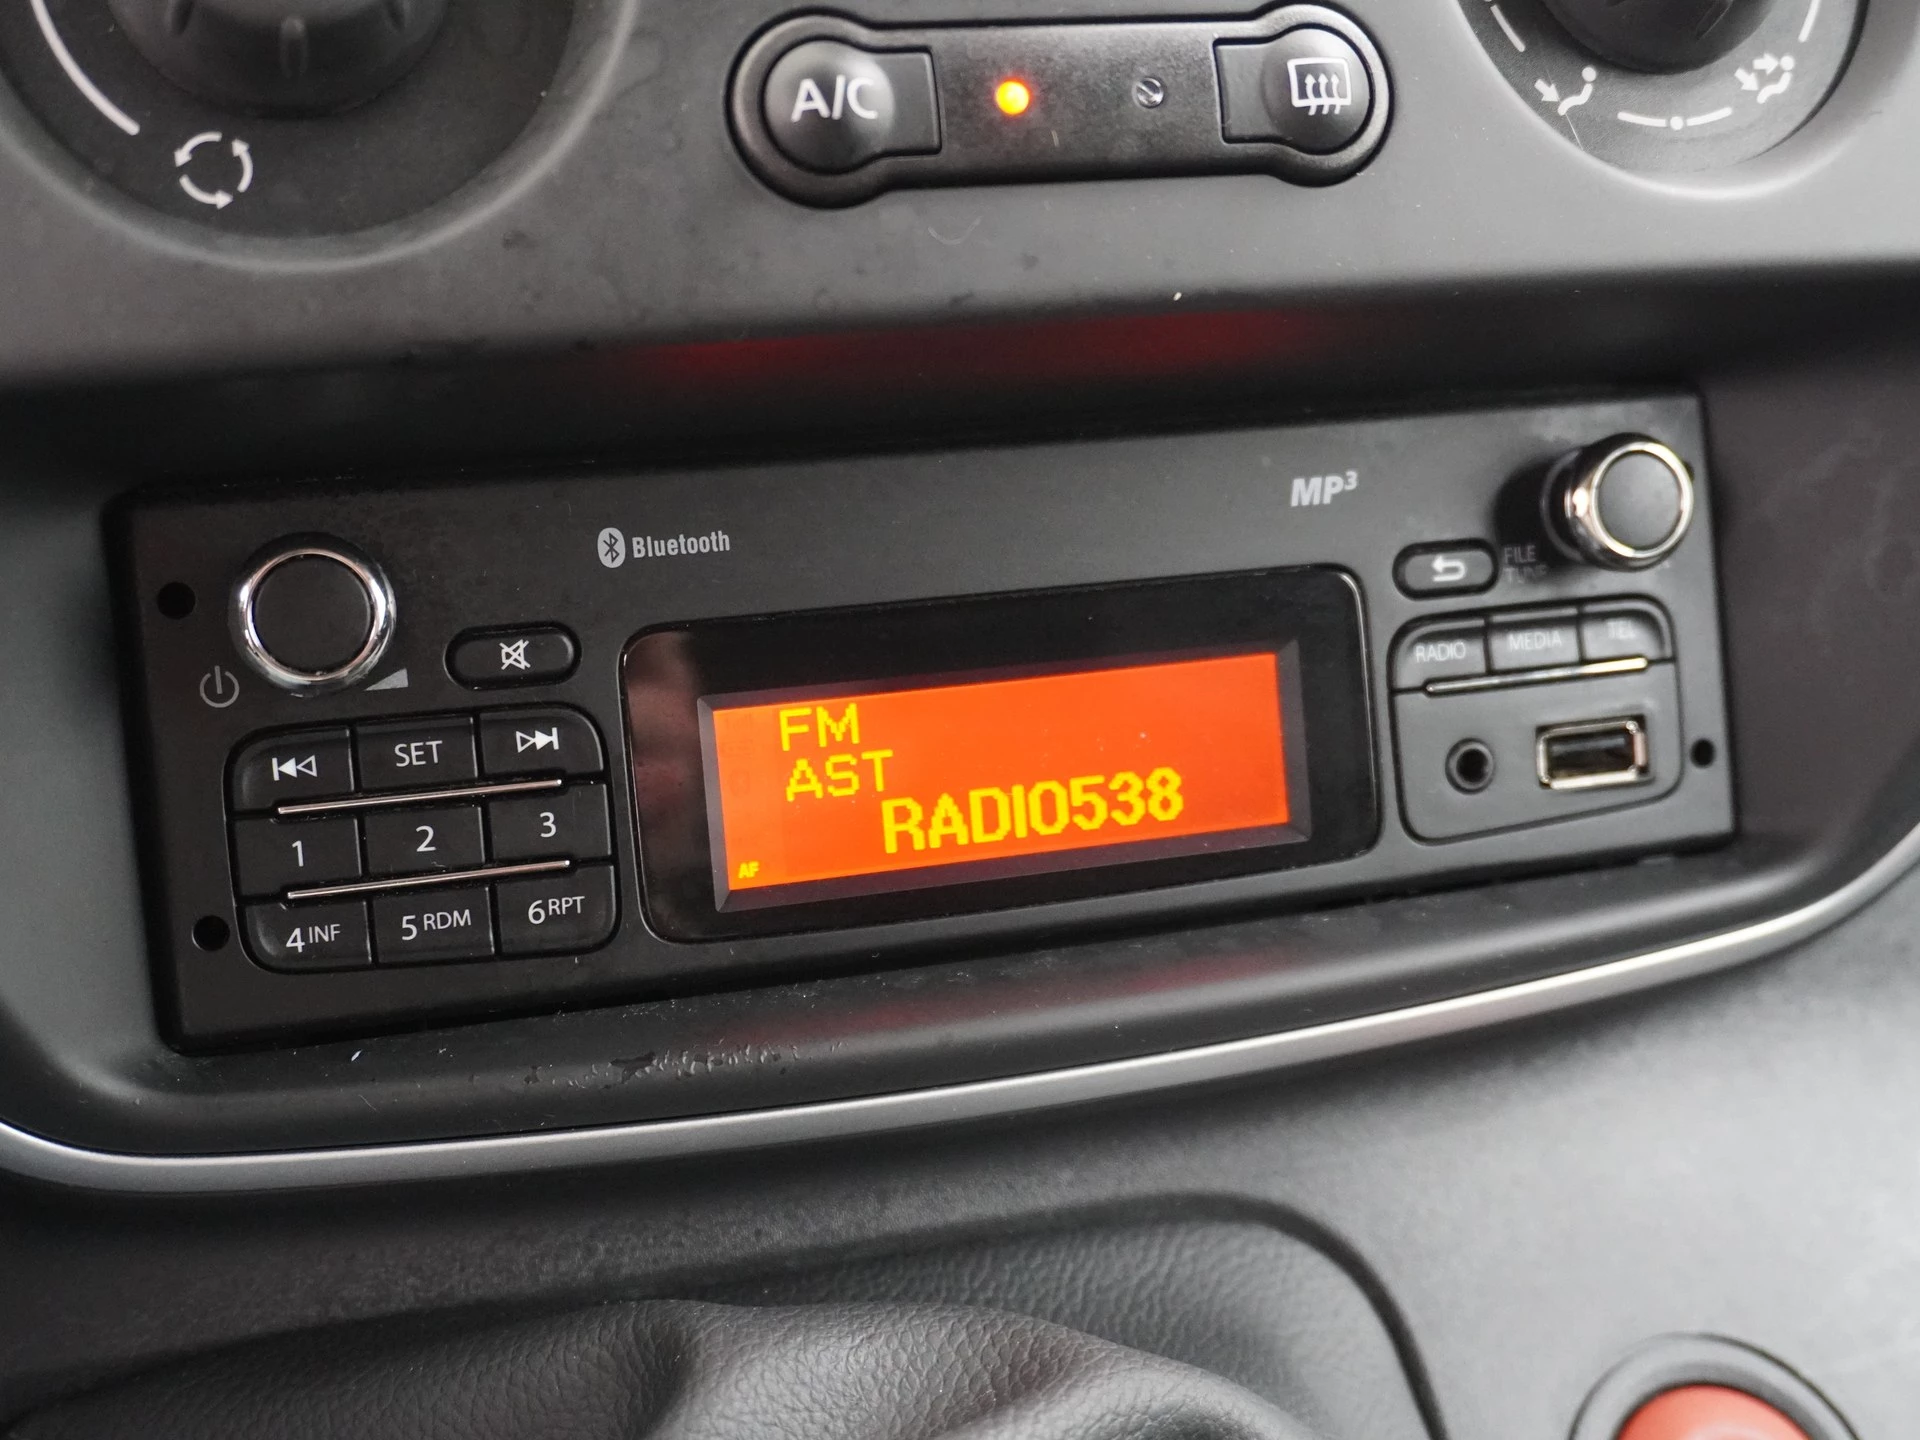 A/C
Bluetooth
MP3
FILE
TUNE
RADIO MEDIA TEL
SET
1 2 3
4 INF 5 RDM 6 RPT
FM
AST
RADIO538
AF